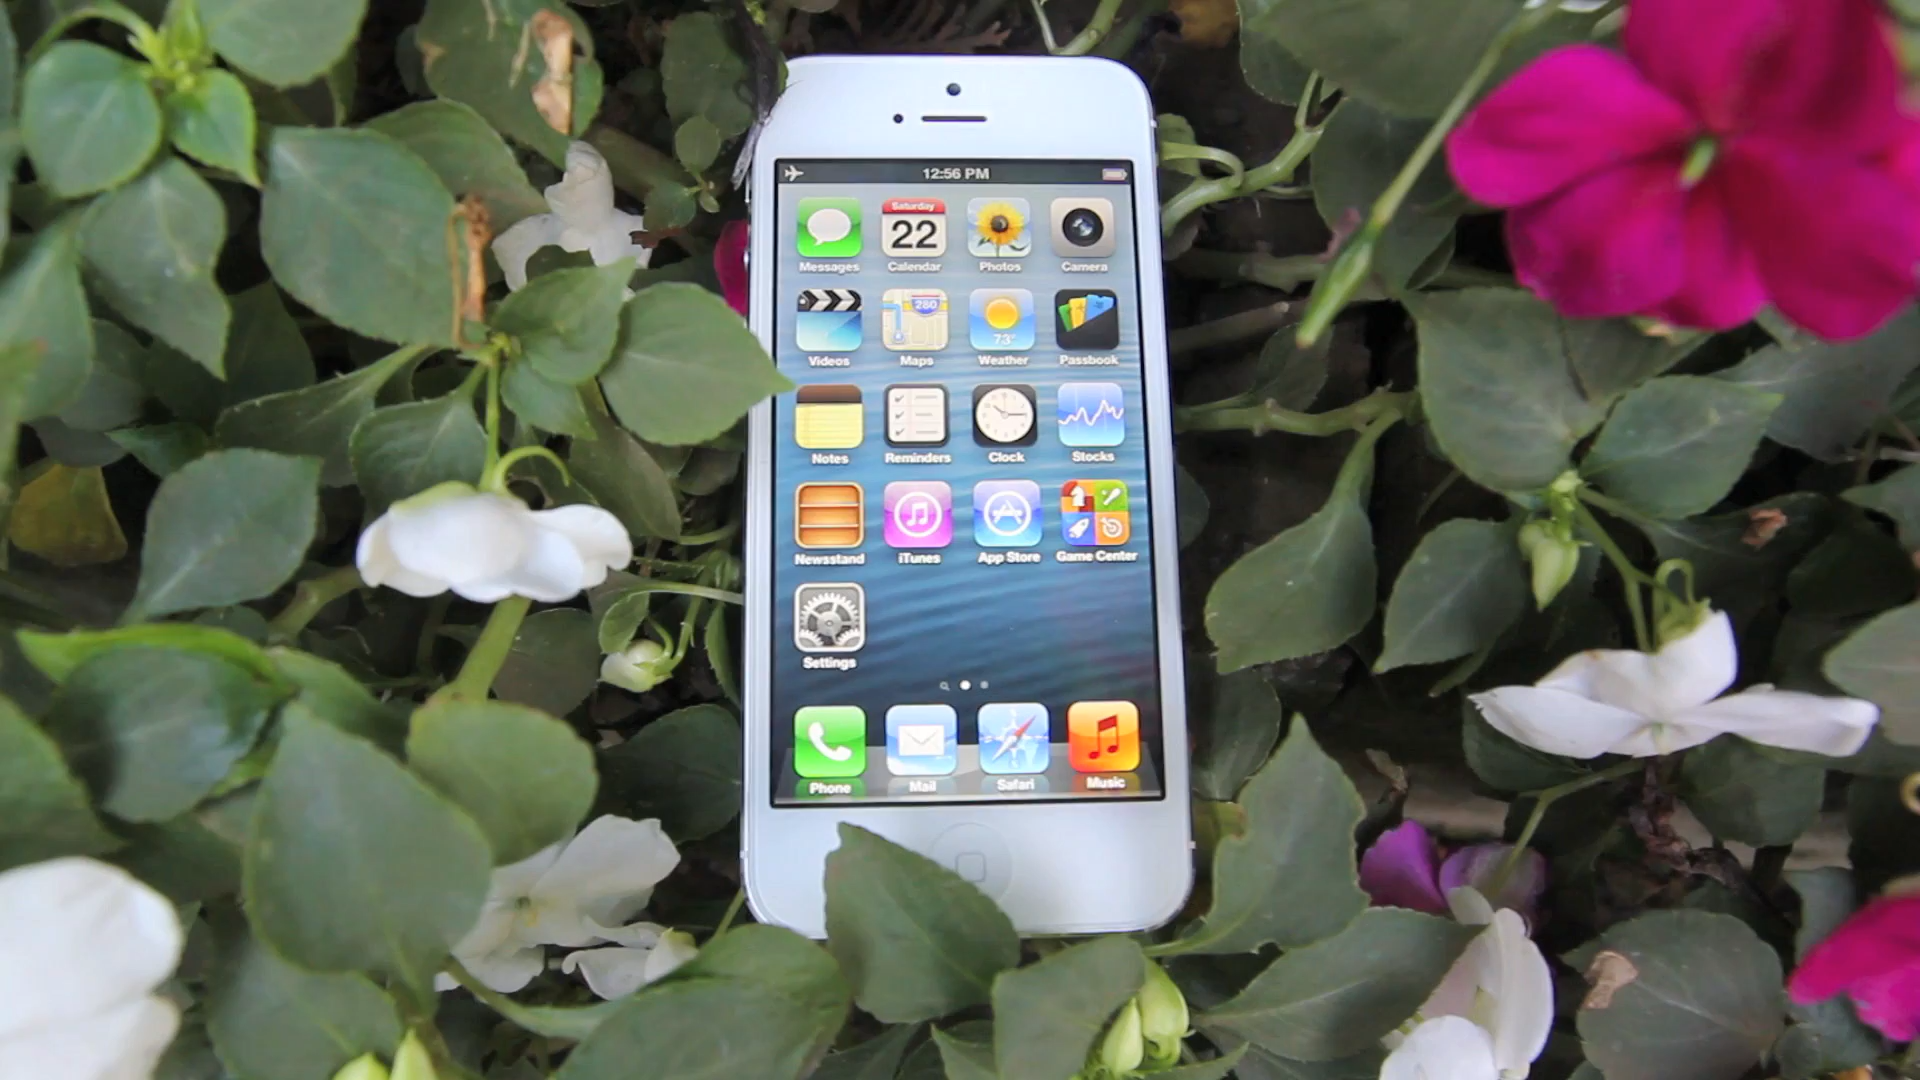 12:56 PM
Saturday
22
Messages Calendar Photos Camera
280
73°
Videos Maps Weather Passbook
Notes Reminders Clock Stocks
Newsstand iTunes App Store Game Center
Settings
Phone Mail Safari Music